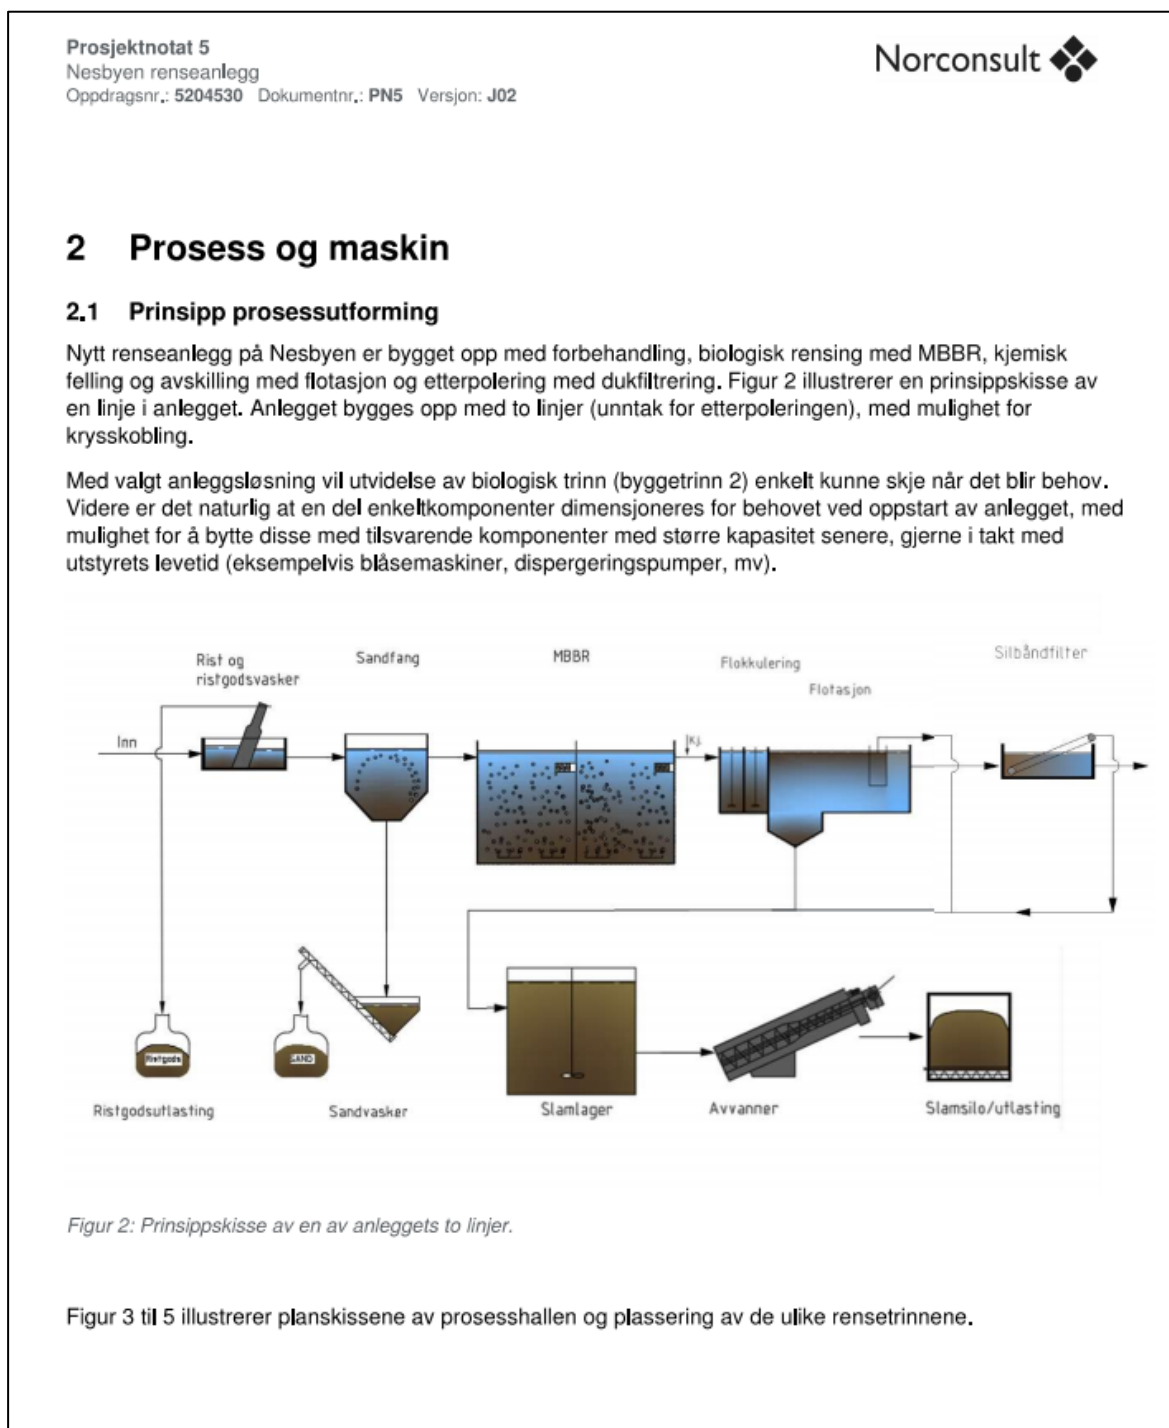 Prosjektnotat 5
Nesbyen renseanlegg
Oppdragsnr.: 5204530 Dokumentnr.: PN5 Versjon: J02
Norconsult
2 Prosess og maskin
2.1 Prinsipp prosessutforming
Nytt renseanlegg på Nesbyen er bygget opp med forbehandling, biologisk rensing med MBBR, kjemisk
felling og avskilling med flotasjon og etterpolering med dukfiltrering. Figur 2 illustrerer en prinsippskisse av
en linje i anlegget. Anlegget bygges opp med to linjer (unntak for etterpoleringen), med mulighet for
krysskobling.
Med valgt anleggsløsning vil utvidelse av biologisk trinn (byggetrinn 2) enkelt kunne skje når det blir behov.
Videre er det naturlig at en del enkeltkomponenter dimensjoneres for behovet ved oppstart av anlegget, med
mulighet for å bytte disse med tilsvarende komponenter med større kapasitet senere, gjerne i takt med
utstyrets levetid (eksempelvis blåsemaskiner, dispergeringspumper, mv).
Rist og
ristgodsvasker
Sandfang
MBBR
Flokkulering
Flotasjon
Silbåndfilter
Inn
Kj.
Ristgods
SAND
Ristgodsutlasting
Sandvasker
Slamlager
Avvanner
Slamsilo/utlasting
Figur 2: Prinsippskisse av en av anleggets to linjer.
Figur 3 til 5 illustrerer planskissene av prosesshallen og plassering av de ulike rensetrinnene.